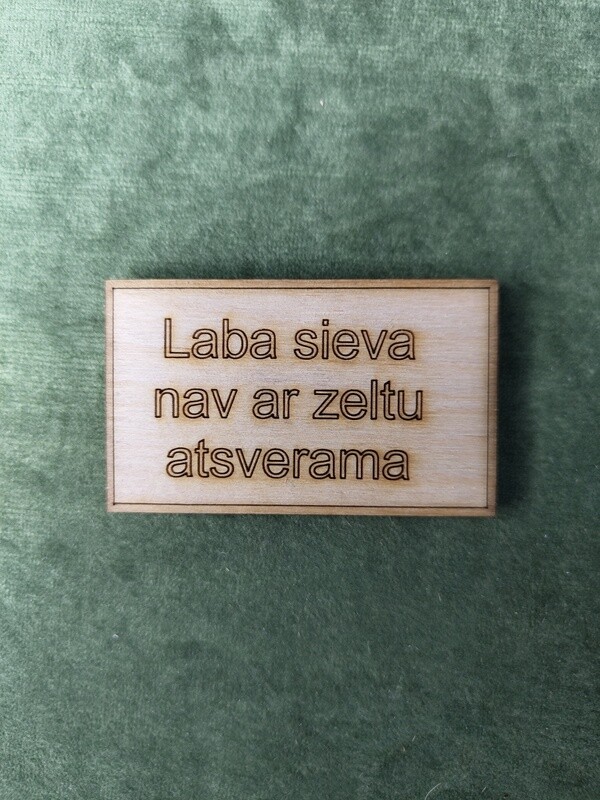 Laba sieva
nav ar zeltu
atsverama